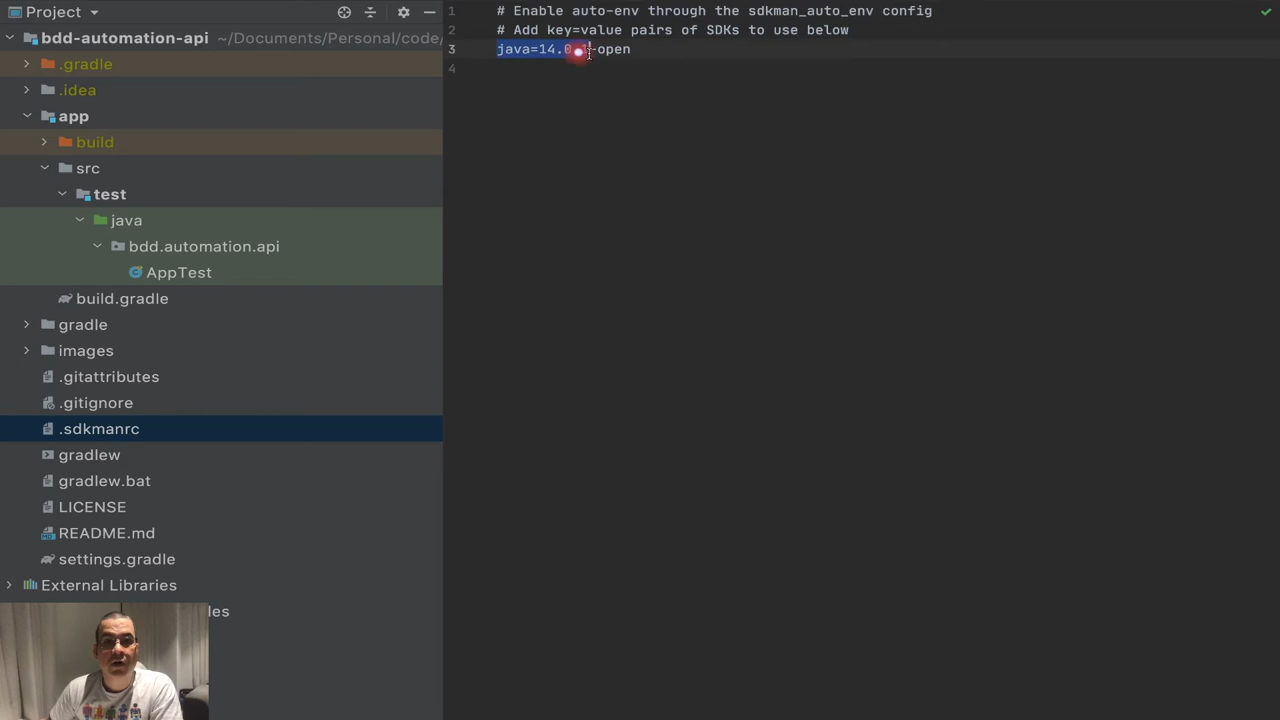 Project
bdd-automation-api ~/Documents/Personal/code/
.gradle
.idea
app
build
src
test
java
bdd.automation.api
AppTest
build.gradle
gradle
images
.gitattributes
.gitignore
.sdkmanrc
gradlew
gradlew.bat
LICENSE
README.md
settings.gradle
External Libraries
les
1 # Enable auto-env through the sdkman_auto_env config
2 # Add key=value pairs of SDKs to use below
3 java=14.0 open
4